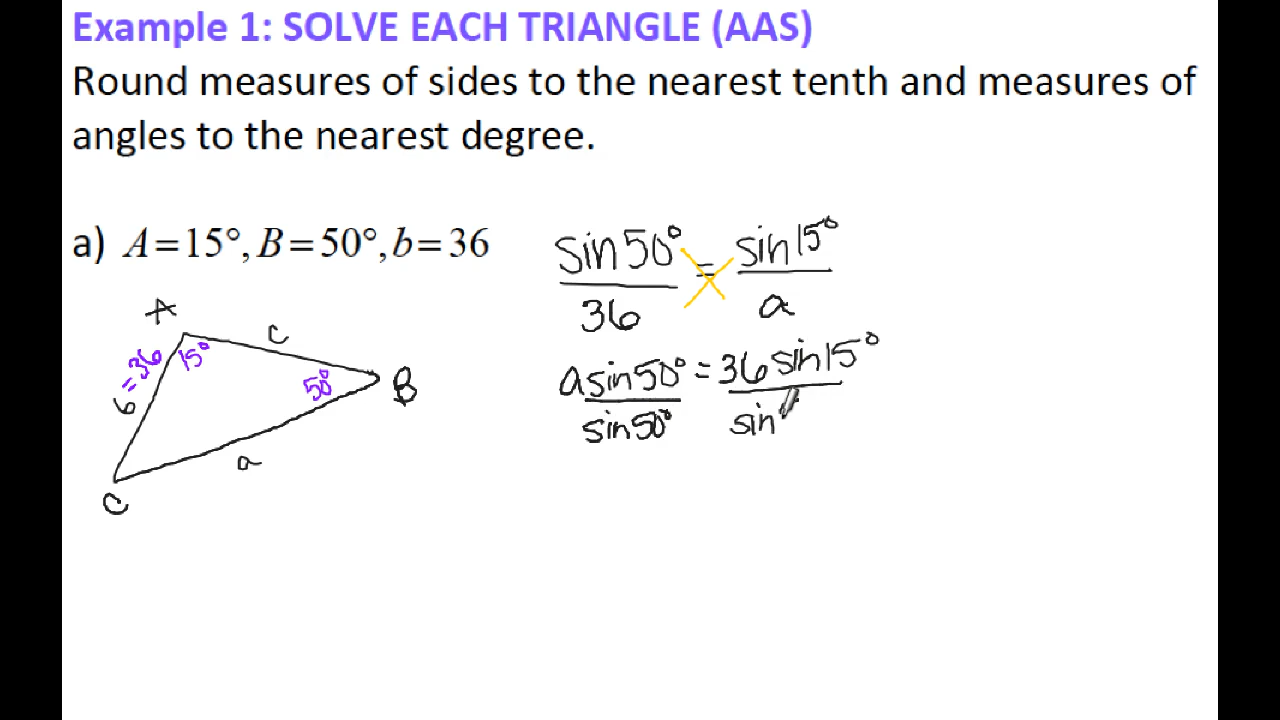 Example 1: SOLVE EACH TRIANGLE (AAS)
Round measures of sides to the nearest tenth and measures of
angles to the nearest degree.
a) A=15°, B=50°, b=36
sin 50° / 36 = sin 15° / a
a sin 50° / sin 50° = 36 sin 15° / sin
A
c
b = 36
15°
50°
B
a
C